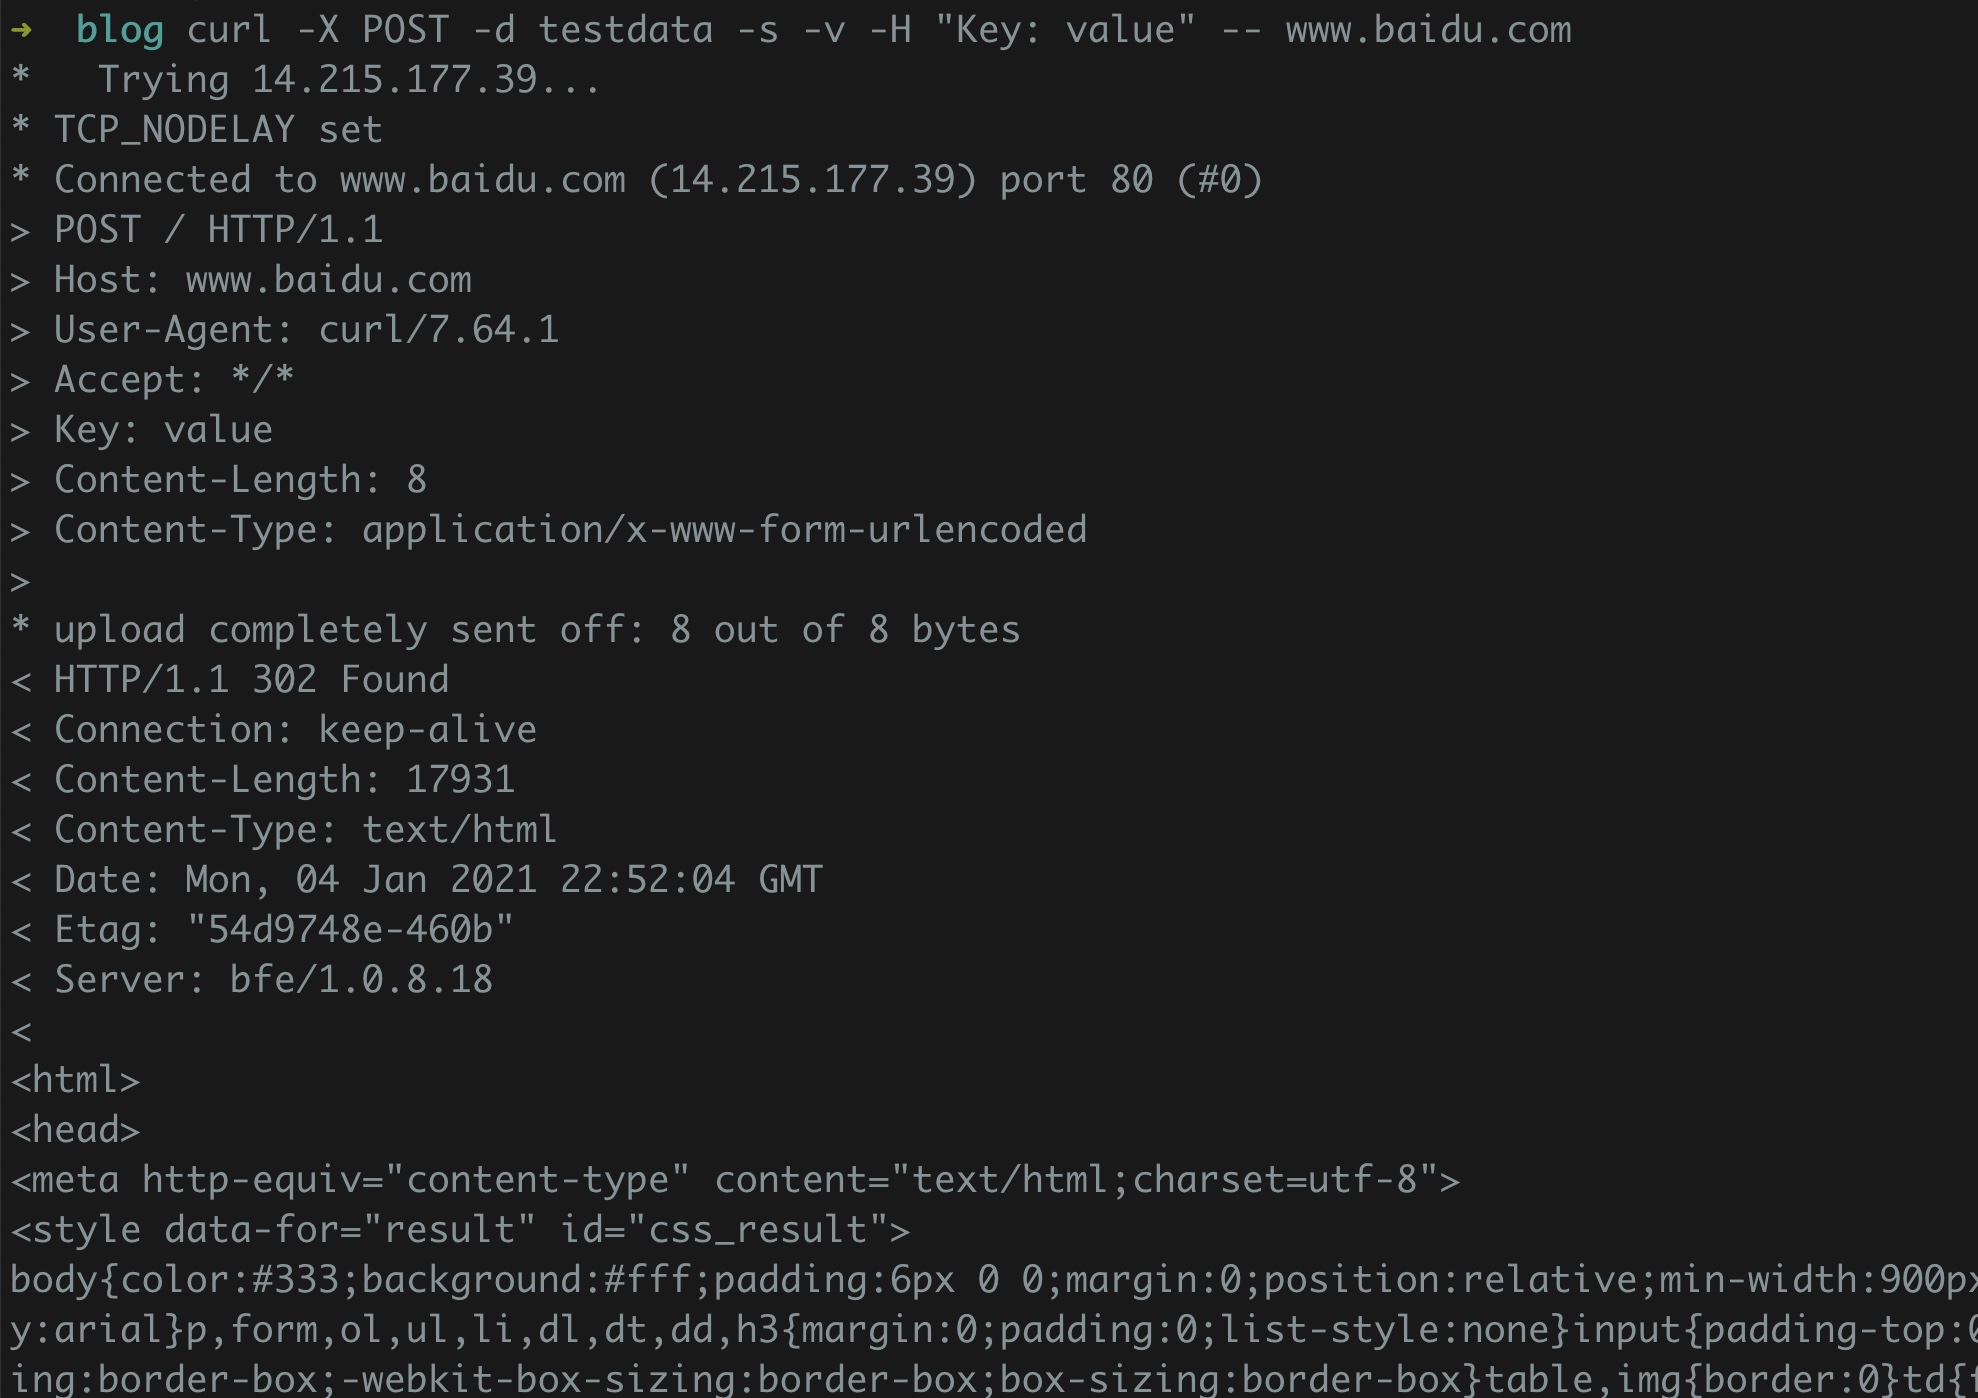 ➜  blog curl -X POST -d testdata -s -v -H "Key: value" -- www.baidu.com
*   Trying 14.215.177.39...
* TCP_NODELAY set
* Connected to www.baidu.com (14.215.177.39) port 80 (#0)
> POST / HTTP/1.1
> Host: www.baidu.com
> User-Agent: curl/7.64.1
> Accept: */*
> Key: value
> Content-Length: 8
> Content-Type: application/x-www-form-urlencoded
>
* upload completely sent off: 8 out of 8 bytes
< HTTP/1.1 302 Found
< Connection: keep-alive
< Content-Length: 17931
< Content-Type: text/html
< Date: Mon, 04 Jan 2021 22:52:04 GMT
< Etag: "54d9748e-460b"
< Server: bfe/1.0.8.18
<
<html>
<head>
<meta http-equiv="content-type" content="text/html;charset=utf-8">
<style data-for="result" id="css_result">
body{color:#333;background:#fff;padding:6px 0 0;margin:0;position:relative;min-width:900px
y:arial}p,form,ol,ul,li,dl,dt,dd,h3{margin:0;padding:0;list-style:none}input{padding-top:0
ing:border-box;-webkit-box-sizing:border-box;box-sizing:border-box}table,img{border:0}td{